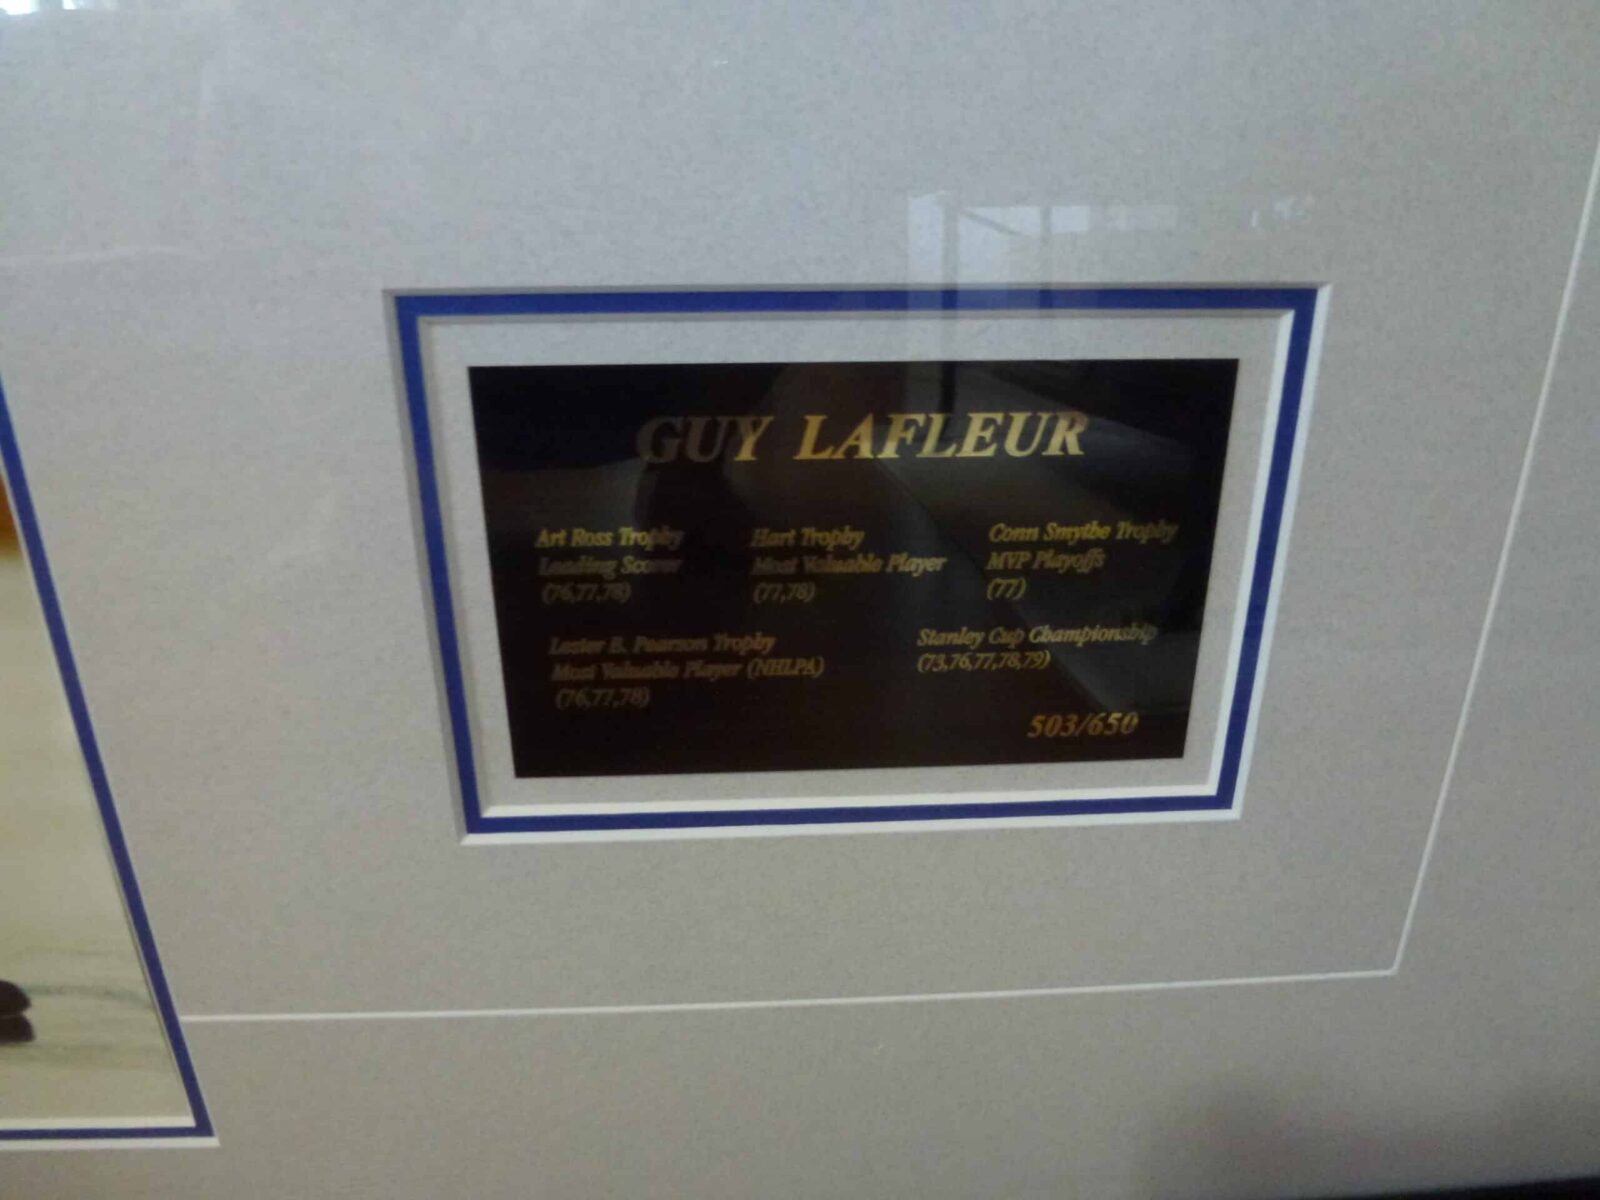 GUY LAFLEUR
Art Ross Trophy
Leading Scorer
(76,77,78)
Hart Trophy
Most Valuable Player
(77,78)
Conn Smythe Trophy
MVP Playoffs
(77)
Lester B. Pearson Trophy
Most Valuable Player (NHLPA)
(76,77,78)
Stanley Cup Championship
(73,76,77,78,79)
503/650